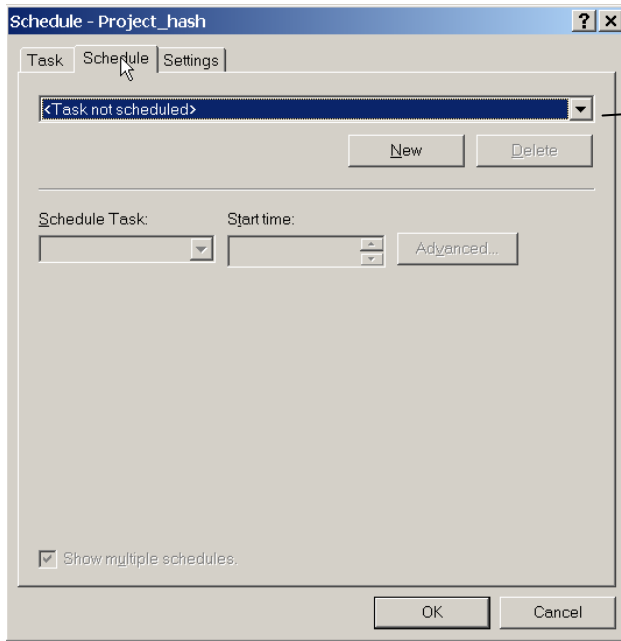 Schedule - Project_hash
Task Schedule Settings
<Task not scheduled>
New Delete
Schedule Task: Start time:
Advanced...
Show multiple schedules.
OK Cancel